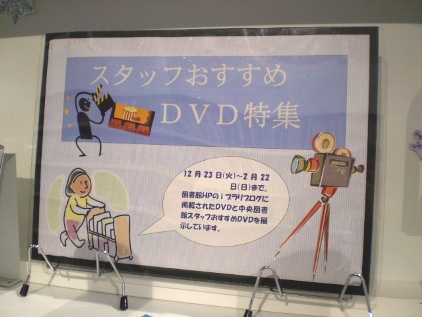 スタッフおすすめ
DVD特集
12月23日(火)~2月22
日(日)まで、
図書館HPのiプラリブログに
掲載されたDVDと中央図書
館スタッフおすすめDVDを展
示しています。